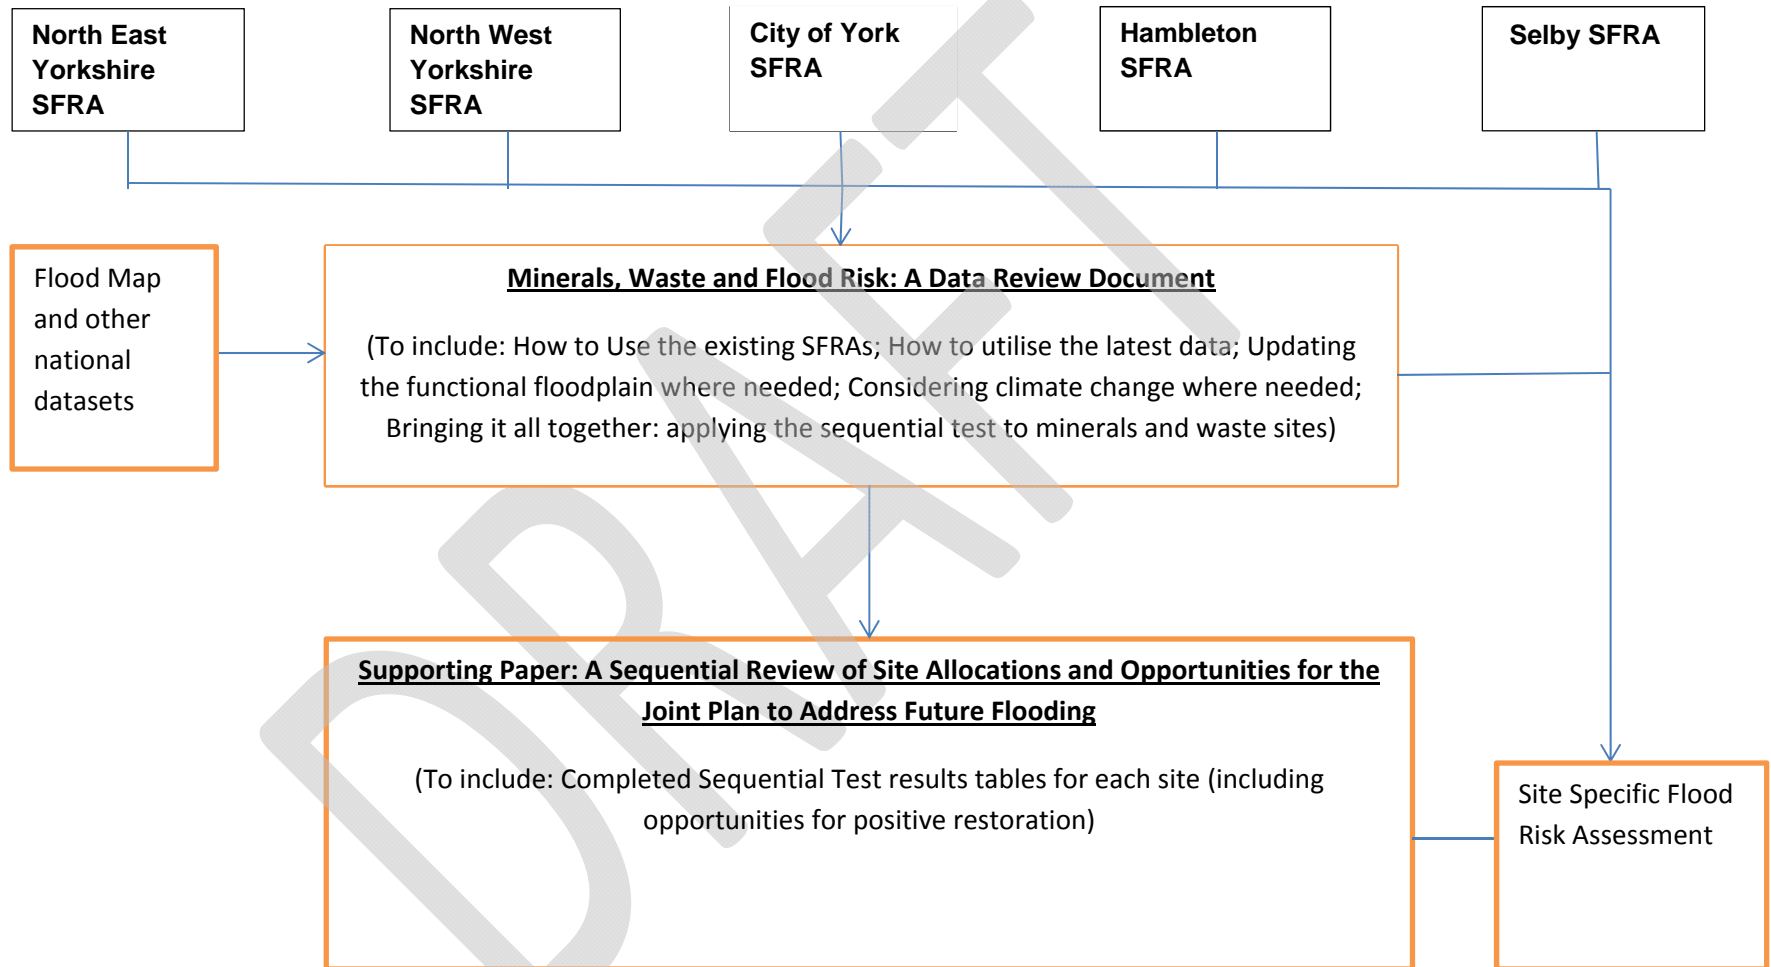 North East
Yorkshire
SFRA
North West
Yorkshire
SFRA
City of York
SFRA
Hambleton
SFRA
Selby SFRA
Flood Map
and other
national
datasets
Minerals, Waste and Flood Risk: A Data Review Document
(To include: How to Use the existing SFRAs; How to utilise the latest data; Updating
the functional floodplain where needed; Considering climate change where needed;
Bringing it all together: applying the sequential test to minerals and waste sites)
Supporting Paper: A Sequential Review of Site Allocations and Opportunities for the
Joint Plan to Address Future Flooding
(To include: Completed Sequential Test results tables for each site (including
opportunities for positive restoration)
Site Specific Flood
Risk Assessment
DRAFT